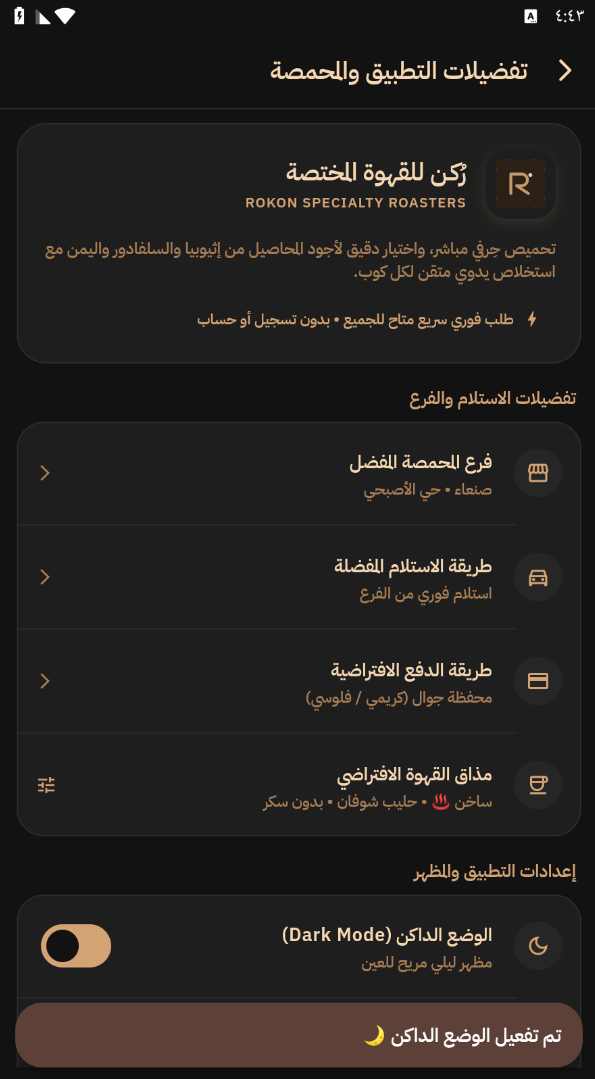 ٤:٤٣
تفضيلات التطبيق والمحمصة
رُكن للقهوة المختصة
ROKON SPECIALTY ROASTERS
تحميص حِرفي مباشر، واختيار دقيق لأجود المحاصيل من إثيوبيا والسلفادور واليمن مع
استخلاص يدوي متقن لكل كوب.
طلب فوري سريع متاح للجميع • بدون تسجيل أو حساب
تفضيلات الاستلام والفرع
فرع المحمصة المفضل
صنعاء • حي الأصبحي
طريقة الاستلام المفضلة
استلام فوري من الفرع
طريقة الدفع الافتراضية
محفظة جوال (كريمي / فلوسي)
مذاق القهوة الافتراضي
ساخن ♨️ • حليب شوفان • بدون سكر
إعدادات التطبيق والمظهر
الوضع الداكن (Dark Mode)
مظهر ليلي مريح للعين
تم تفعيل الوضع الداكن 🌙